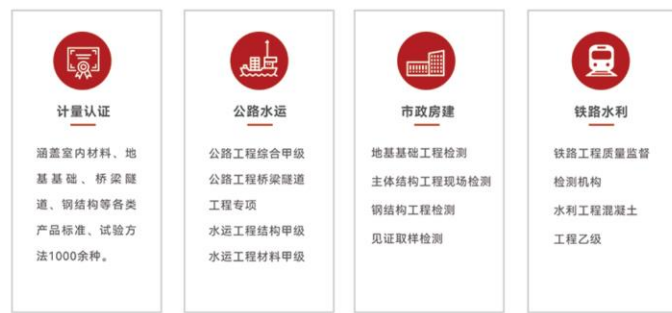 计量认证
涵盖室内材料、地
基基础、桥梁隧
道、钢结构等各类
产品标准、试验方
法1000余种。
公路水运
公路工程综合甲级
公路工程桥梁隧道
工程专项
水运工程结构甲级
水运工程材料甲级
市政房建
地基基础工程检测
主体结构工程现场检测
钢结构工程检测
见证取样检测
铁路水利
铁路工程质量监督
检测机构
水利工程混凝土
工程乙级